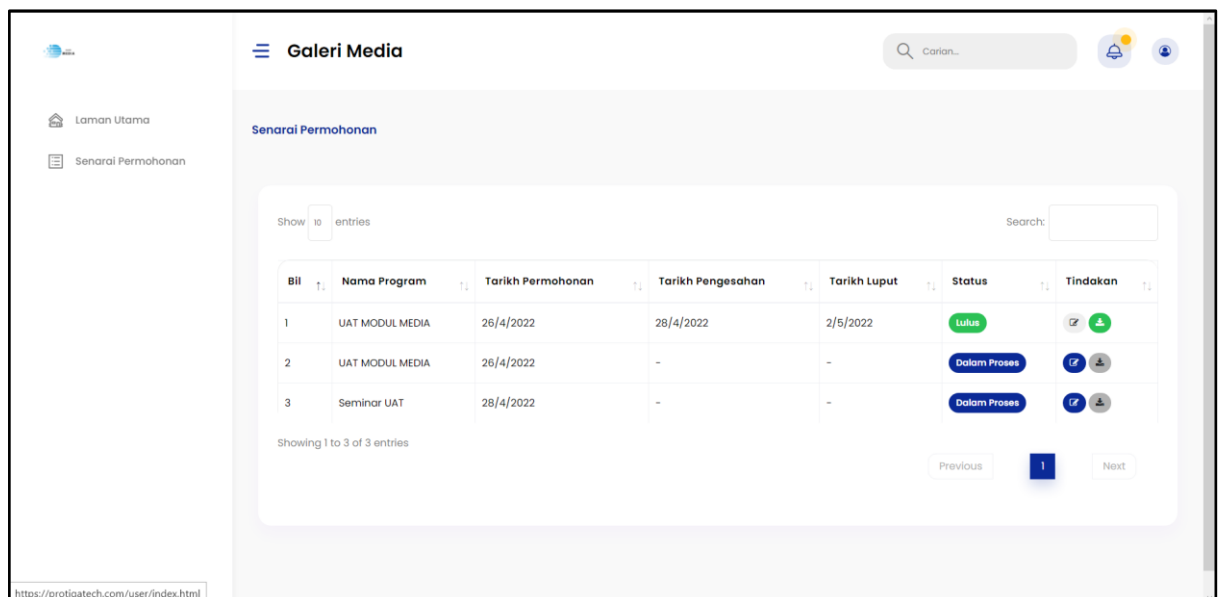 Galeri Media
Carian...
Laman Utama
Senarai Permohonan
Senarai Permohonan
Show 10 entries
Search:
Bil Nama Program Tarikh Permohonan Tarikh Pengesahan Tarikh Luput Status Tindakan
1 UAT MODUL MEDIA 26/4/2022 28/4/2022 2/5/2022 Lulus
2 UAT MODUL MEDIA 26/4/2022 - - Dalam Proses
3 Seminar UAT 28/4/2022 - - Dalam Proses
Showing 1 to 3 of 3 entries
Previous 1 Next
https://protigatech.com/user/index.html